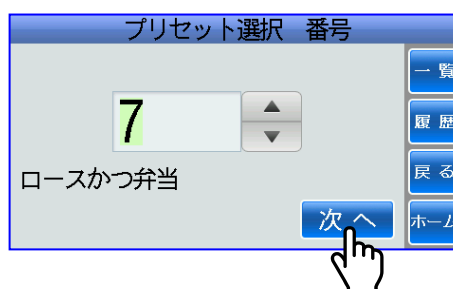 プリセット選択　番号
一 覧
7
履 歴
ロースかつ弁当
戻 る
次 へ
ホーム